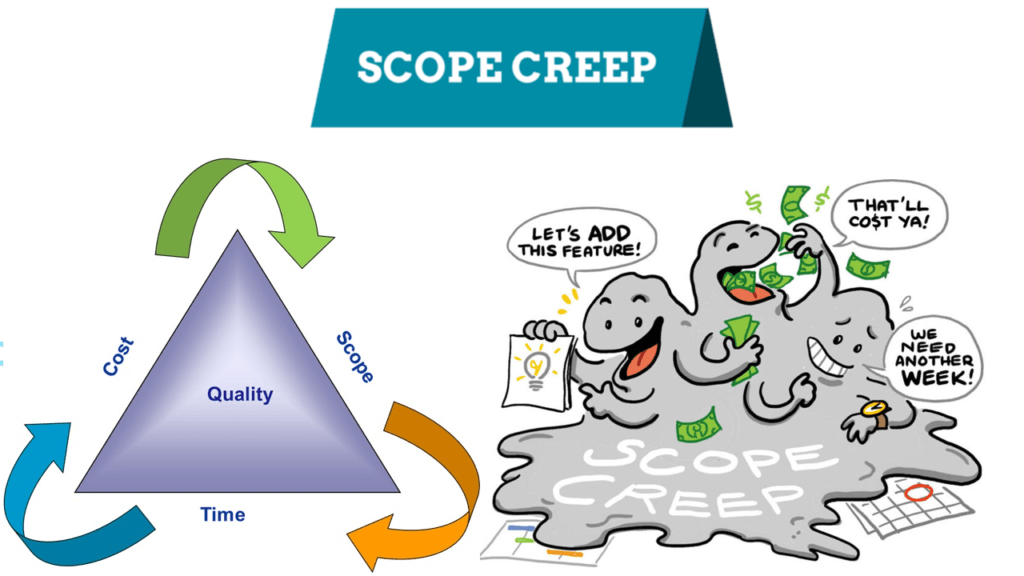 SCOPE CREEP
Cost
Scope
Quality
Time
LET'S ADD
THIS FEATURE!
THAT'LL
CO$T YA!
WE
NEED
ANOTHER
WEEK!
SCOPE
CREEP